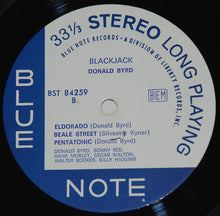 33⅓ STEREO LONG PLAYING
BLUE NOTE RECORDS • A DIVISION OF LIBERTY RECORDS, INC.
BLACKJACK
DONALD BYRD
BST 84259
B
BIEM
BLUE
ELDORADO (Donald Byrd)
BEALE STREET (Silvester Kyner)
PENTATONIC (Donald Byrd)
DONALD BYRD, SONNY RED,
HANK MOBLEY, CEDAR WALTON,
WALTER BOOKER, BILLY HIGGINS
NOTE